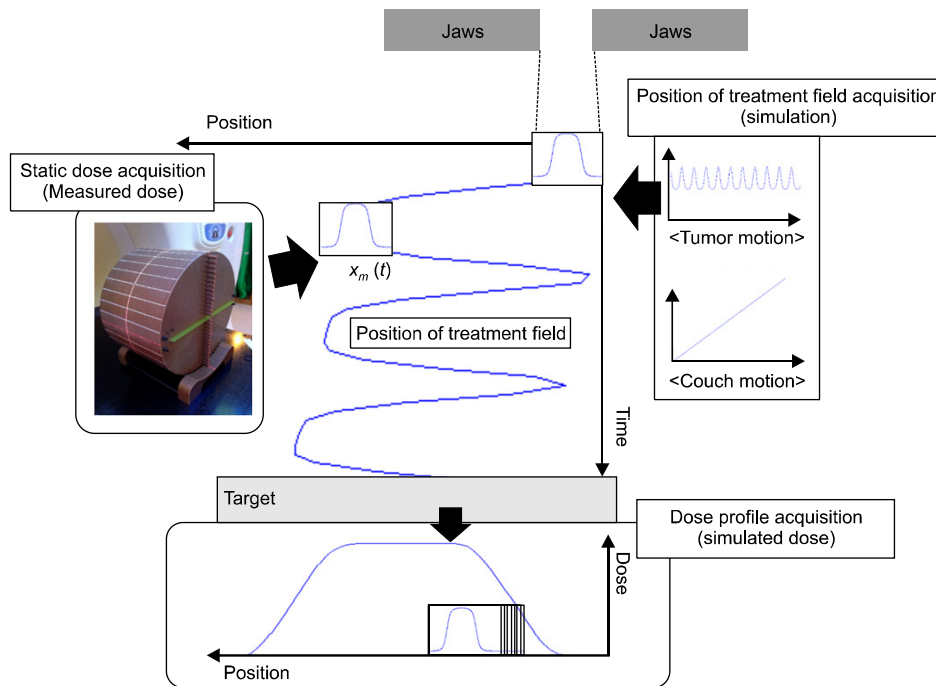 Jaws
Jaws
Position of treatment field acquisition
(simulation)
Position
Static dose acquisition
(Measured dose)
<Tumor motion>
xₘ (t)
Position of treatment field
<Couch motion>
Time
Target
Dose profile acquisition
(simulated dose)
Dose
Position